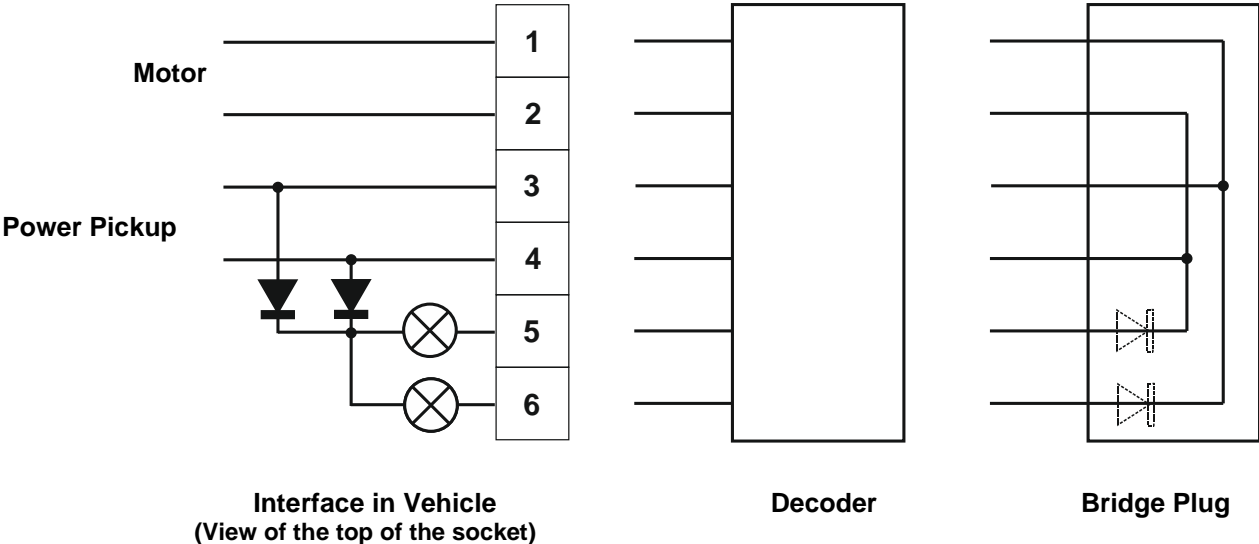 Motor
Power Pickup
1
2
3
4
5
6
Interface in Vehicle
(View of the top of the socket)
Decoder
Bridge Plug